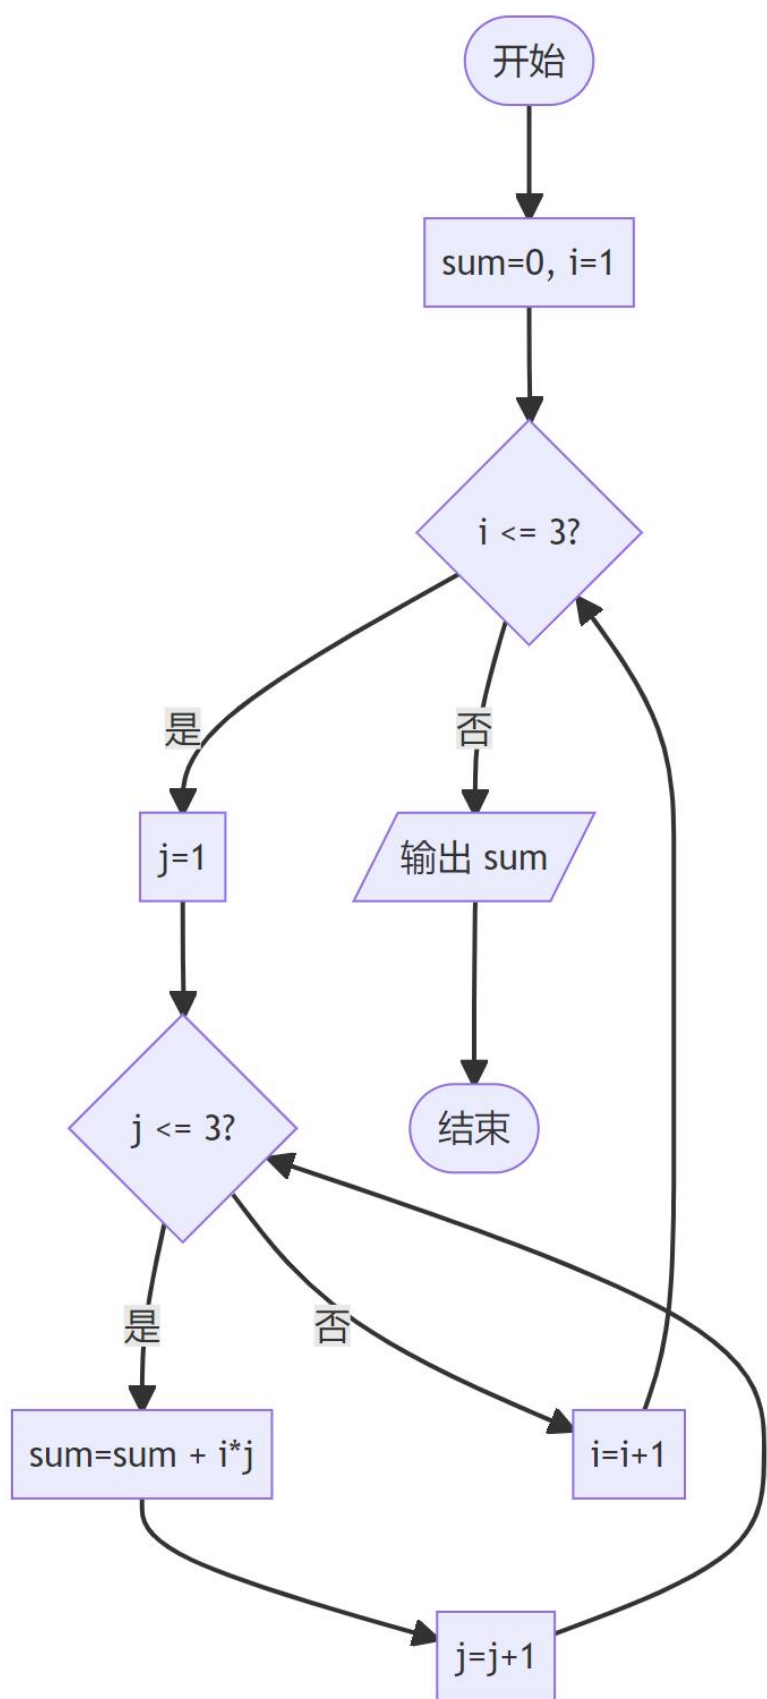 开始
sum=0, i=1
i <= 3?
是
否
j=1
输出 sum
j <= 3?
结束
是
否
sum=sum + i*j
i=i+1
j=j+1